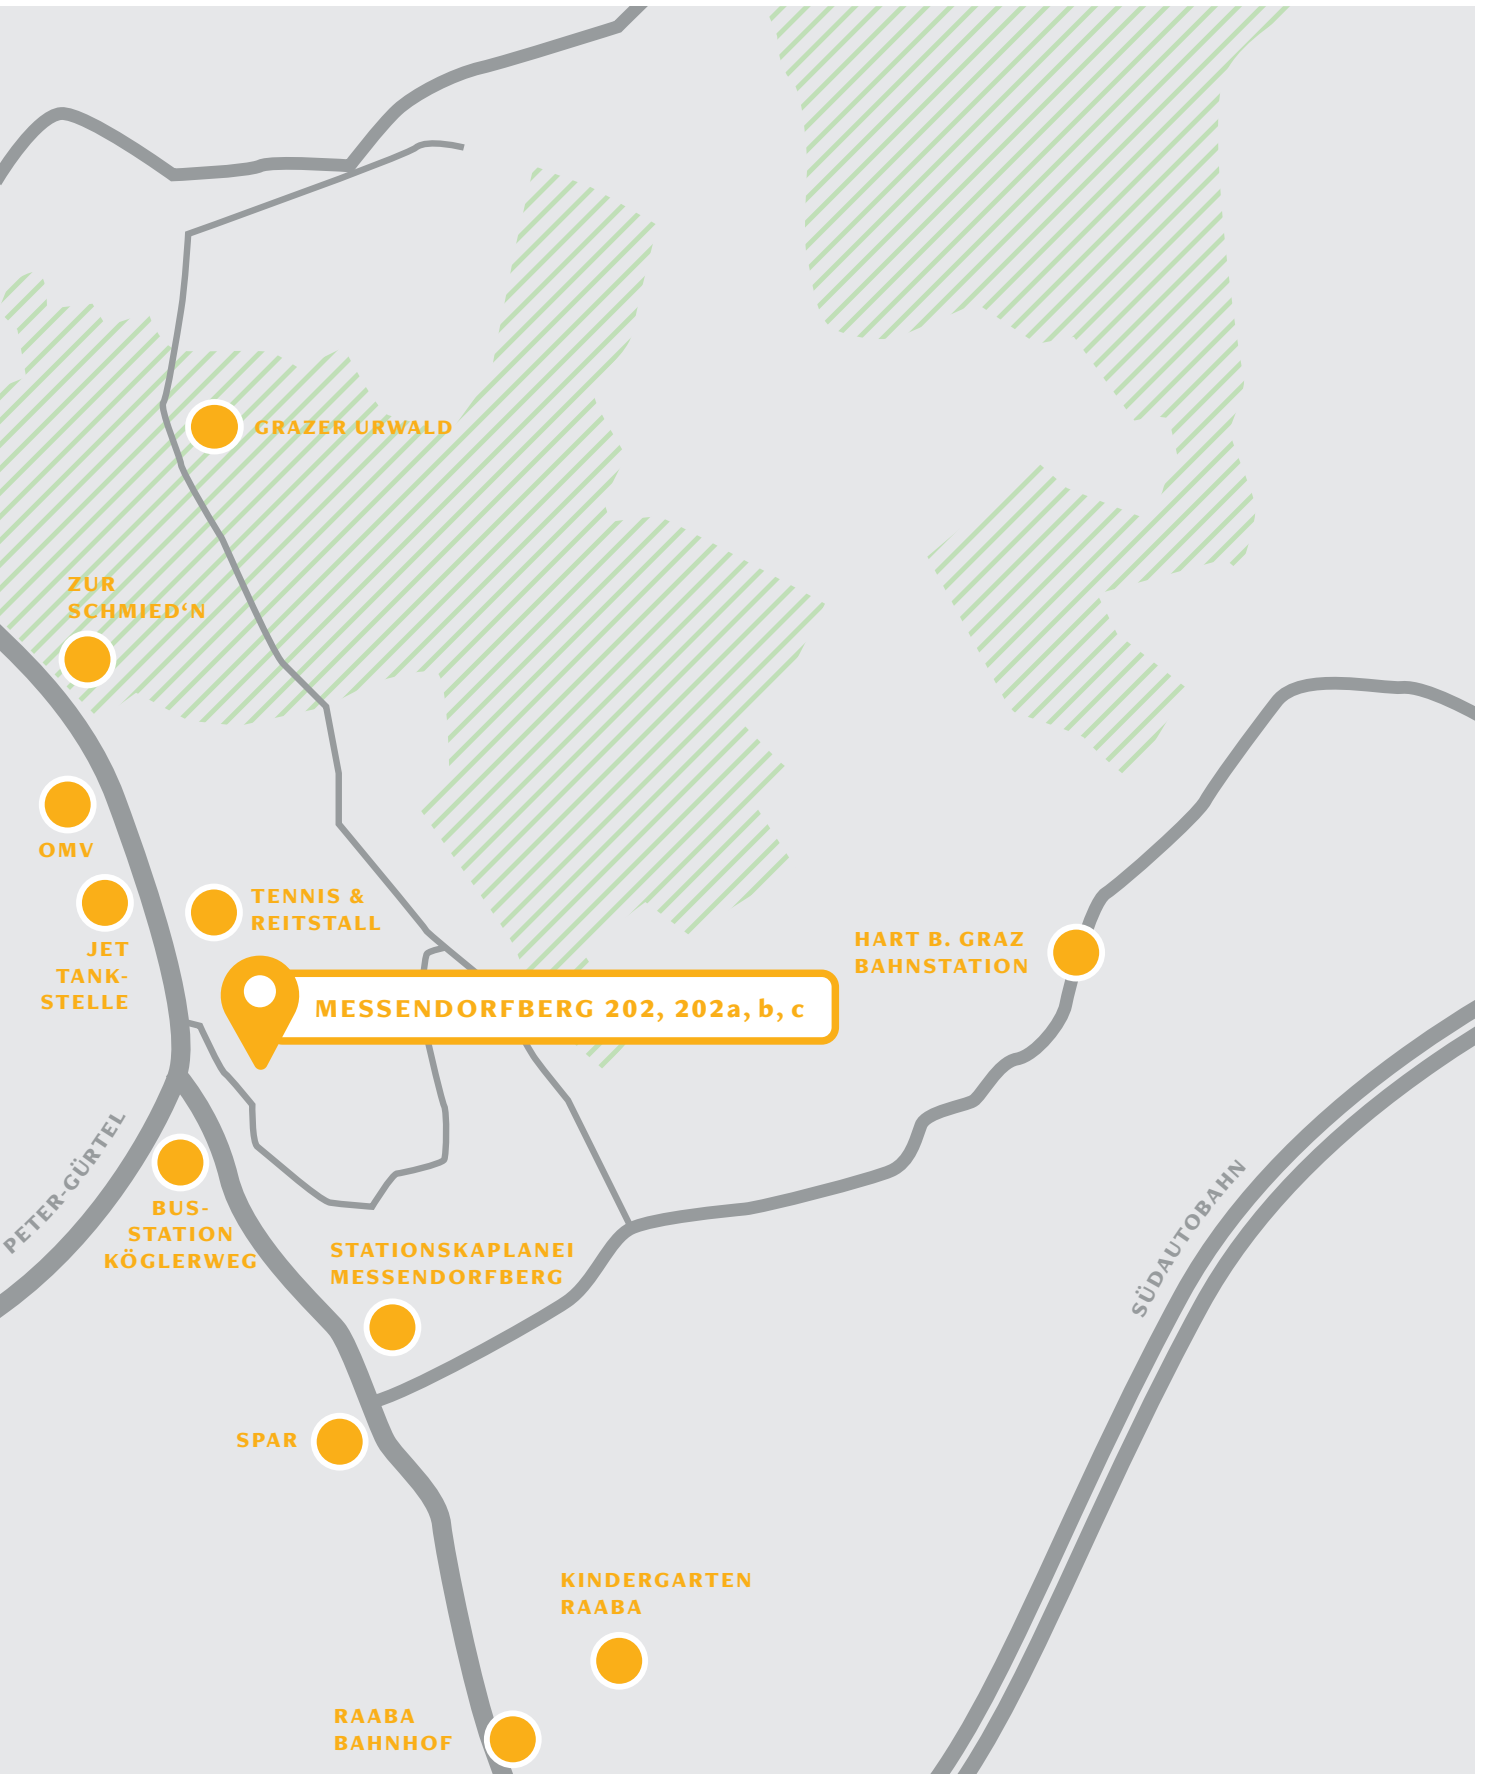 GRAZER URWALD
ZUR
SCHMIED‘N
OMV
TENNIS &
REITSTALL
JET
TANK-
STELLE
HART B. GRAZ
BAHNSTATION
MESSENDORFBERG 202, 202a, b, c
PETER-GÜRTEL
BUS-
STATION
KÖGLERWEG
SÜDAUTOBAHN
STATIONSKAPLANEI
MESSENDORFBERG
SPAR
KINDERGARTEN
RAABA
RAABA
BAHNHOF